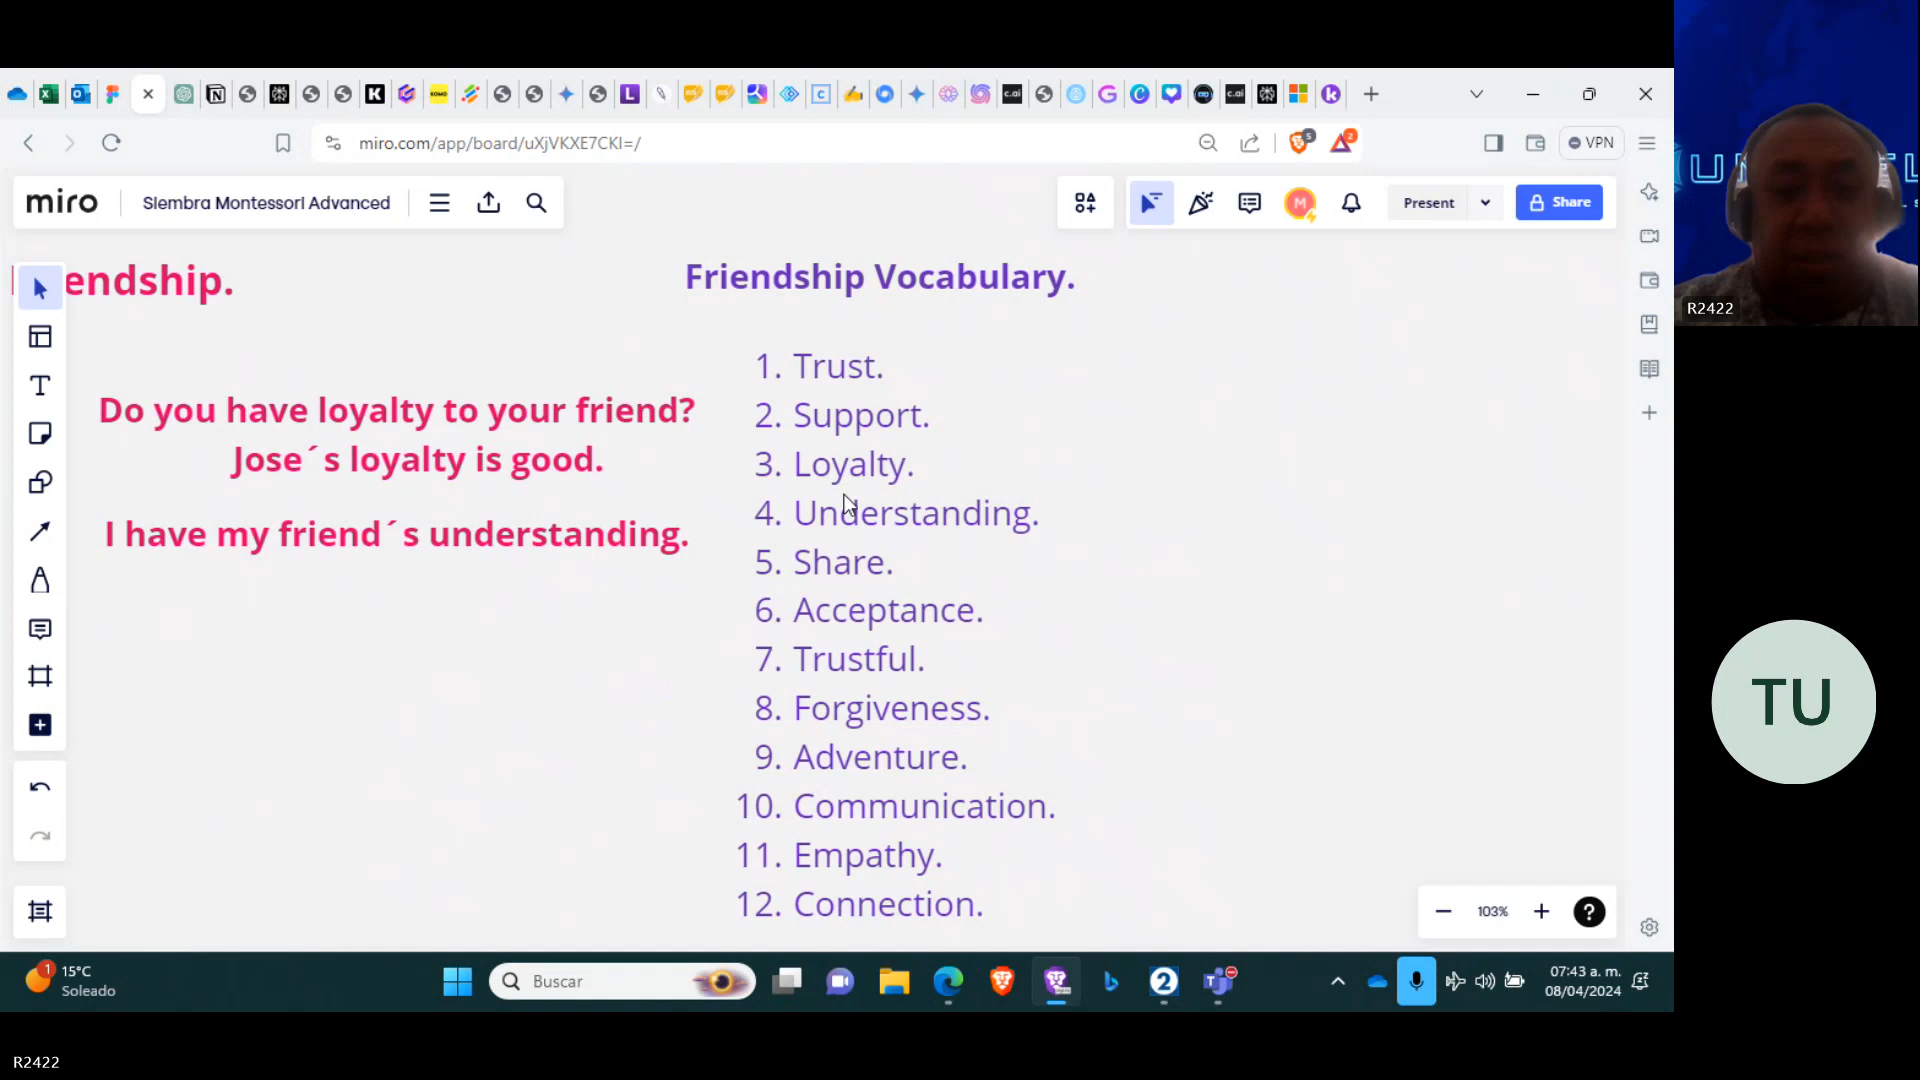 miro.com/app/board/uXjVKXE7CKI=/
VPN
miro
Siembra Montessori Advanced
Present
Share
endship.
Friendship Vocabulary.
Do you have loyalty to your friend?
Jose´s loyalty is good.
I have my friend´s understanding.
1. Trust.
2. Support.
3. Loyalty.
4. Understanding.
5. Share.
6. Acceptance.
7. Trustful.
8. Forgiveness.
9. Adventure.
10. Communication.
11. Empathy.
12. Connection.
103%
15°C
Soleado
Buscar
07:43 a. m.
08/04/2024
R2422
TU
R2422